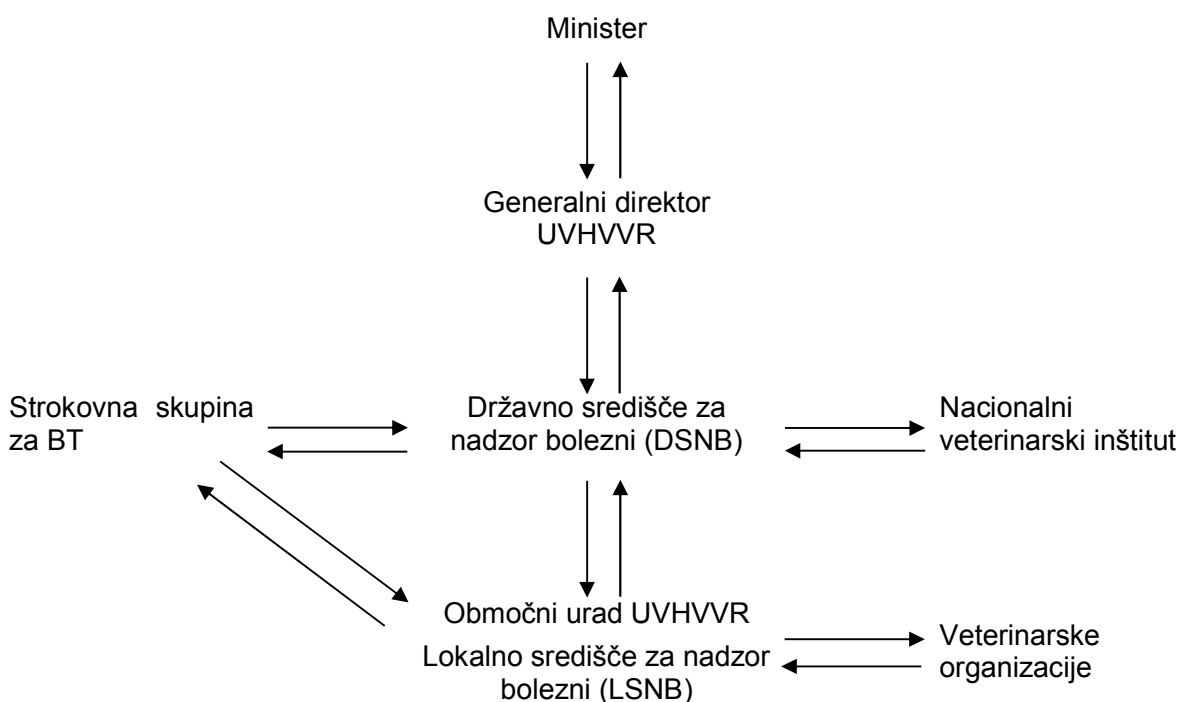 Minister
Generalni direktor
UVHVVR
Strokovna skupina
za BT
Državno središče za
nadzor bolezni (DSNB)
Nacionalni
veterinarski inštitut
Območni urad UVHVVR
Lokalno središče za nadzor
bolezni (LSNB)
Veterinarske
organizacije